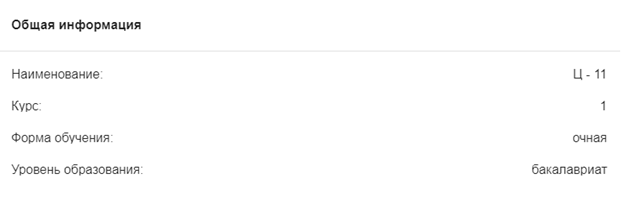 Общая информация
Наименование: Ц - 11
Курс: 1
Форма обучения: очная
Уровень образования: бакалавриат